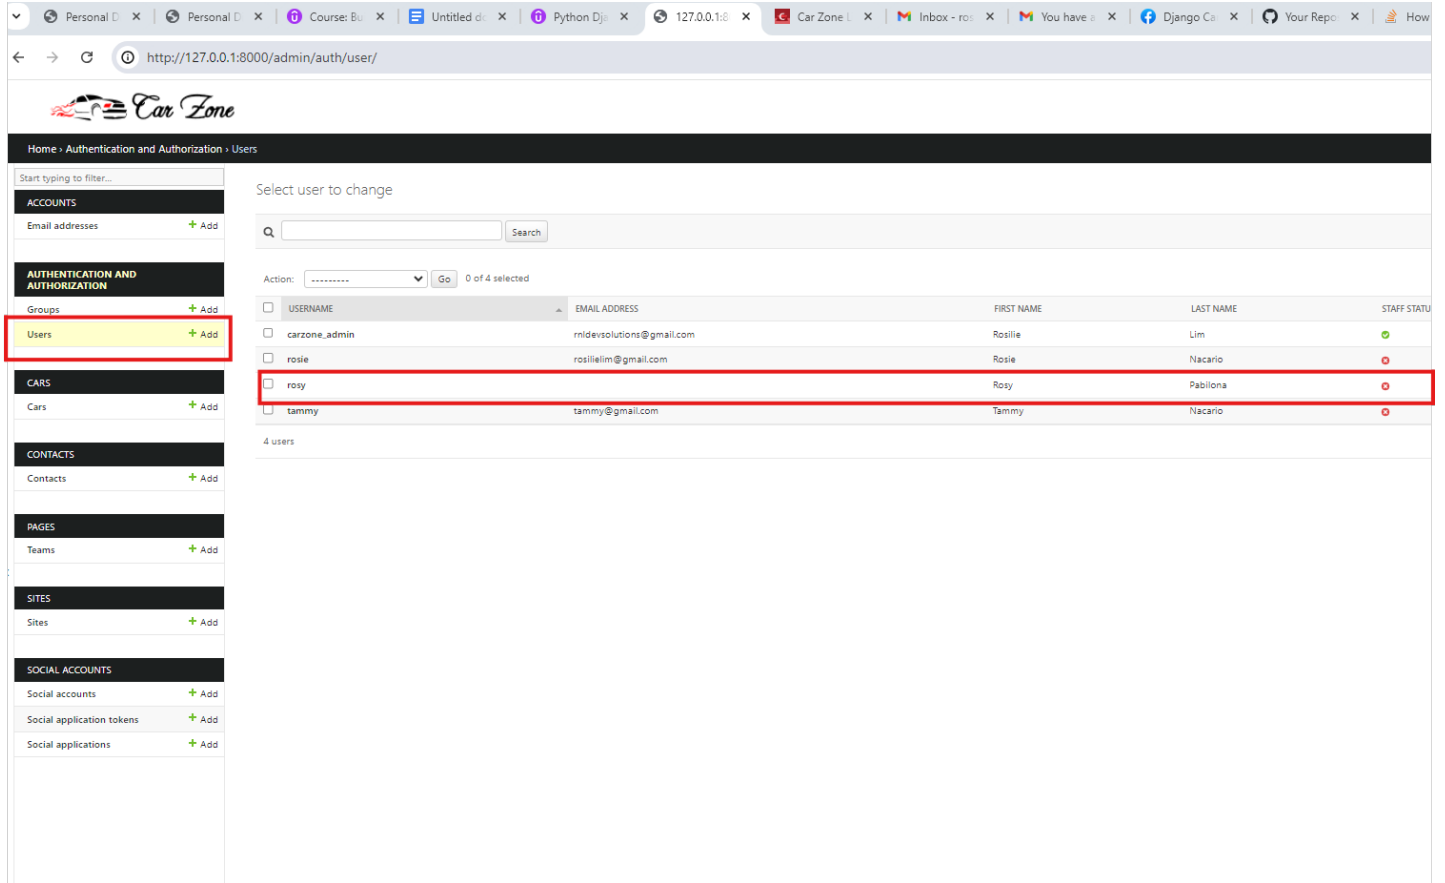 Personal D
Personal D
Course: Bu
Untitled do
Python Dja
127.0.0.1:8
Car Zone L
Inbox - ros
You have a
Django Ca
Your Repo
How
http://127.0.0.1:8000/admin/auth/user/
Car Zone
Home › Authentication and Authorization › Users
Start typing to filter...
ACCOUNTS
Email addresses + Add
AUTHENTICATION AND
AUTHORIZATION
Groups + Add
Users + Add
CARS
Cars + Add
CONTACTS
Contacts + Add
PAGES
Teams + Add
SITES
Sites + Add
SOCIAL ACCOUNTS
Social accounts + Add
Social application tokens + Add
Social applications + Add
Select user to change
Search
Action: --------- Go 0 of 4 selected
USERNAME EMAIL ADDRESS FIRST NAME LAST NAME STAFF STATU
carzone_admin rnldevsolutions@gmail.com Rosilie Lim
rosie rosilielim@gmail.com Rosie Nacario
rosy Rosy Pabilona
tammy tammy@gmail.com Tammy Nacario
4 users